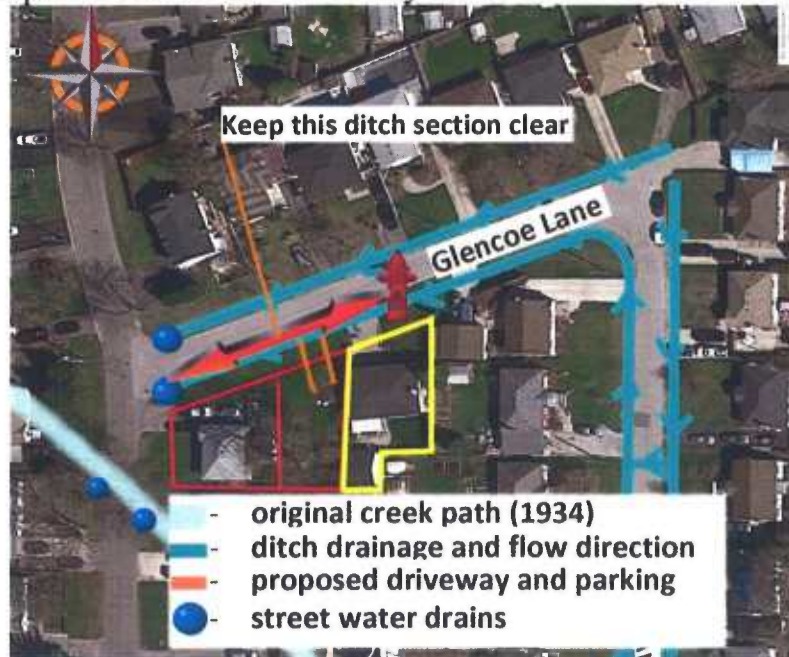 Keep this ditch section clear
Glencoe Lane
- original creek path (1934)
- ditch drainage and flow direction
- proposed driveway and parking
- street water drains